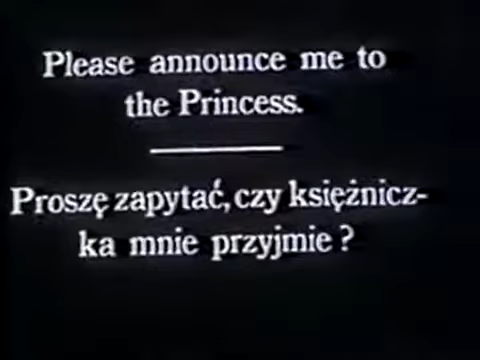 Please announce me to
the Princess.
Proszę zapytać, czy księżnicz-
ka mnie przyjmie?